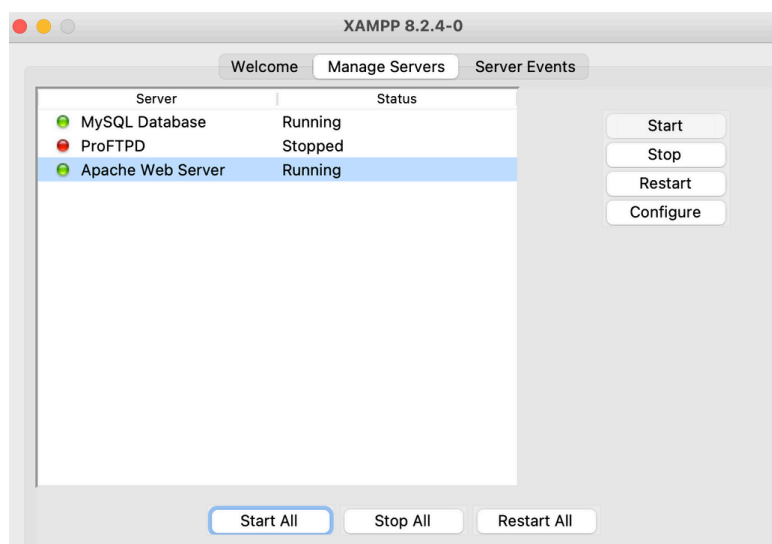 XAMPP 8.2.4-0
Welcome Manage Servers Server Events
Server Status
MySQL Database Running
ProFTPD Stopped
Apache Web Server Running
Start
Stop
Restart
Configure
Start All Stop All Restart All